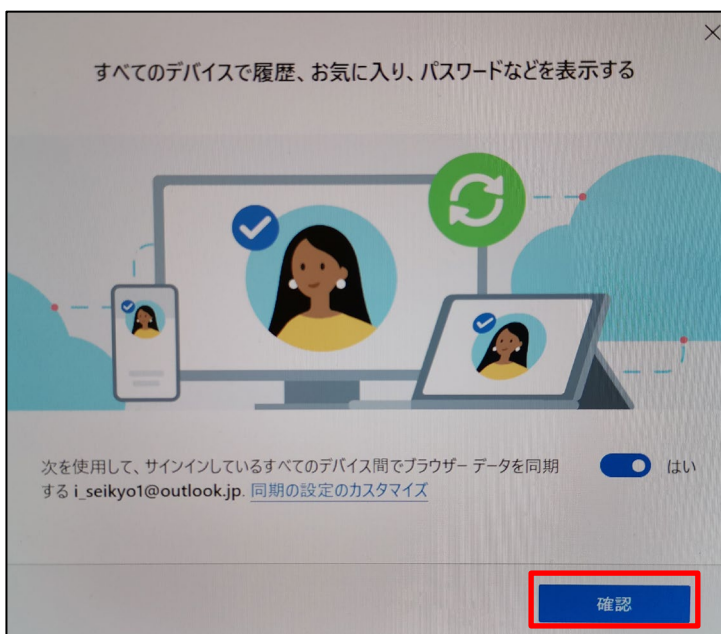 すべてのデバイスで履歴、お気に入り、パスワードなどを表示する
次を使用して、サインインしているすべてのデバイス間でブラウザー データを同期
する i_seikyo1@outlook.jp. 同期の設定のカスタマイズ
はい
確認